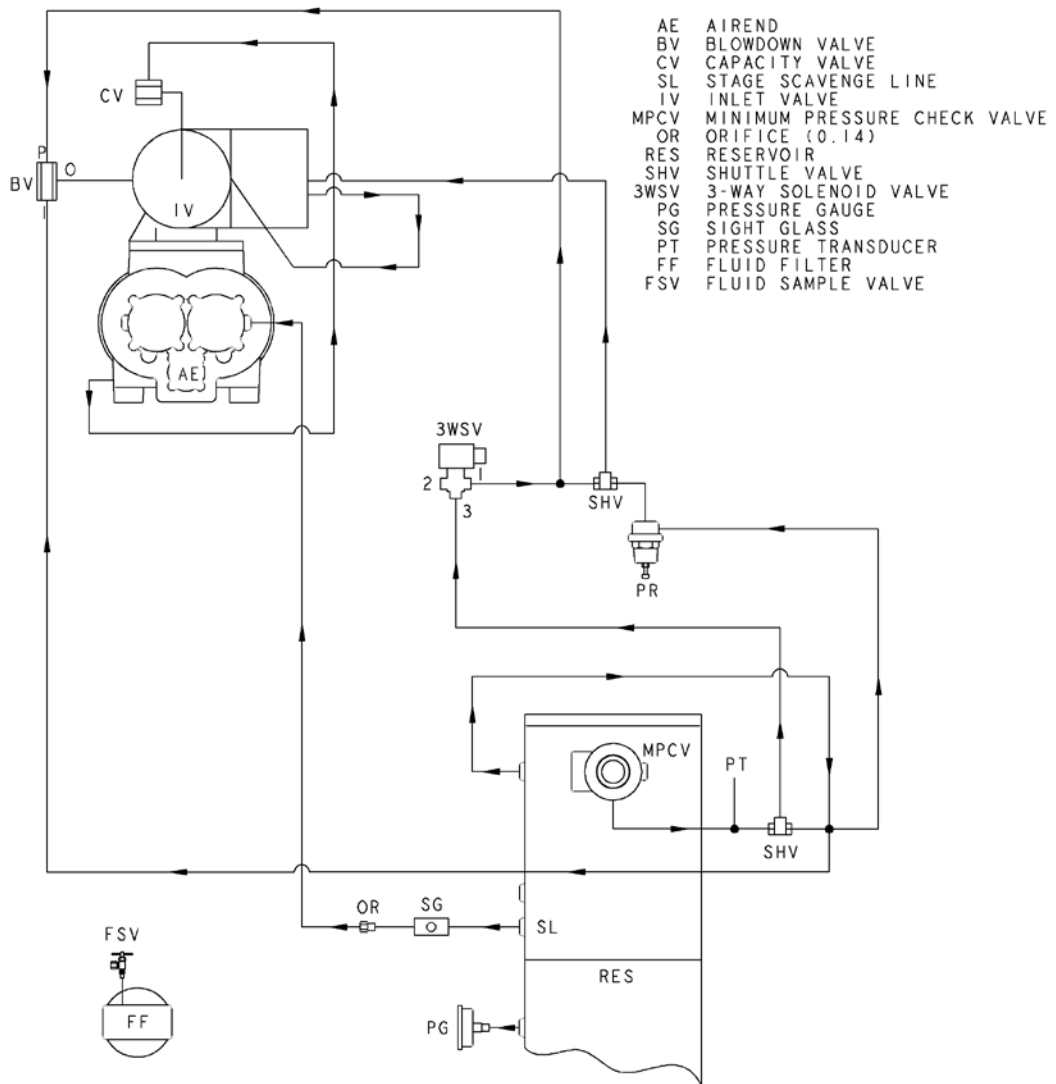 AE AIREND
BV BLOWDOWN VALVE
CV CAPACITY VALVE
SL STAGE SCAVENGE LINE
IV INLET VALVE
MPCV MINIMUM PRESSURE CHECK VALVE
OR ORIFICE (0.14)
RES RESERVOIR
SHV SHUTTLE VALVE
3WSV 3-WAY SOLENOID VALVE
PG PRESSURE GAUGE
SG SIGHT GLASS
PT PRESSURE TRANSDUCER
FF FLUID FILTER
FSV FLUID SAMPLE VALVE
CV
P
O
BV
I
IV
AE
3WSV
1
2
3
SHV
PR
MPCV
PT
SHV
OR
SG
SL
FSV
RES
FF
PG